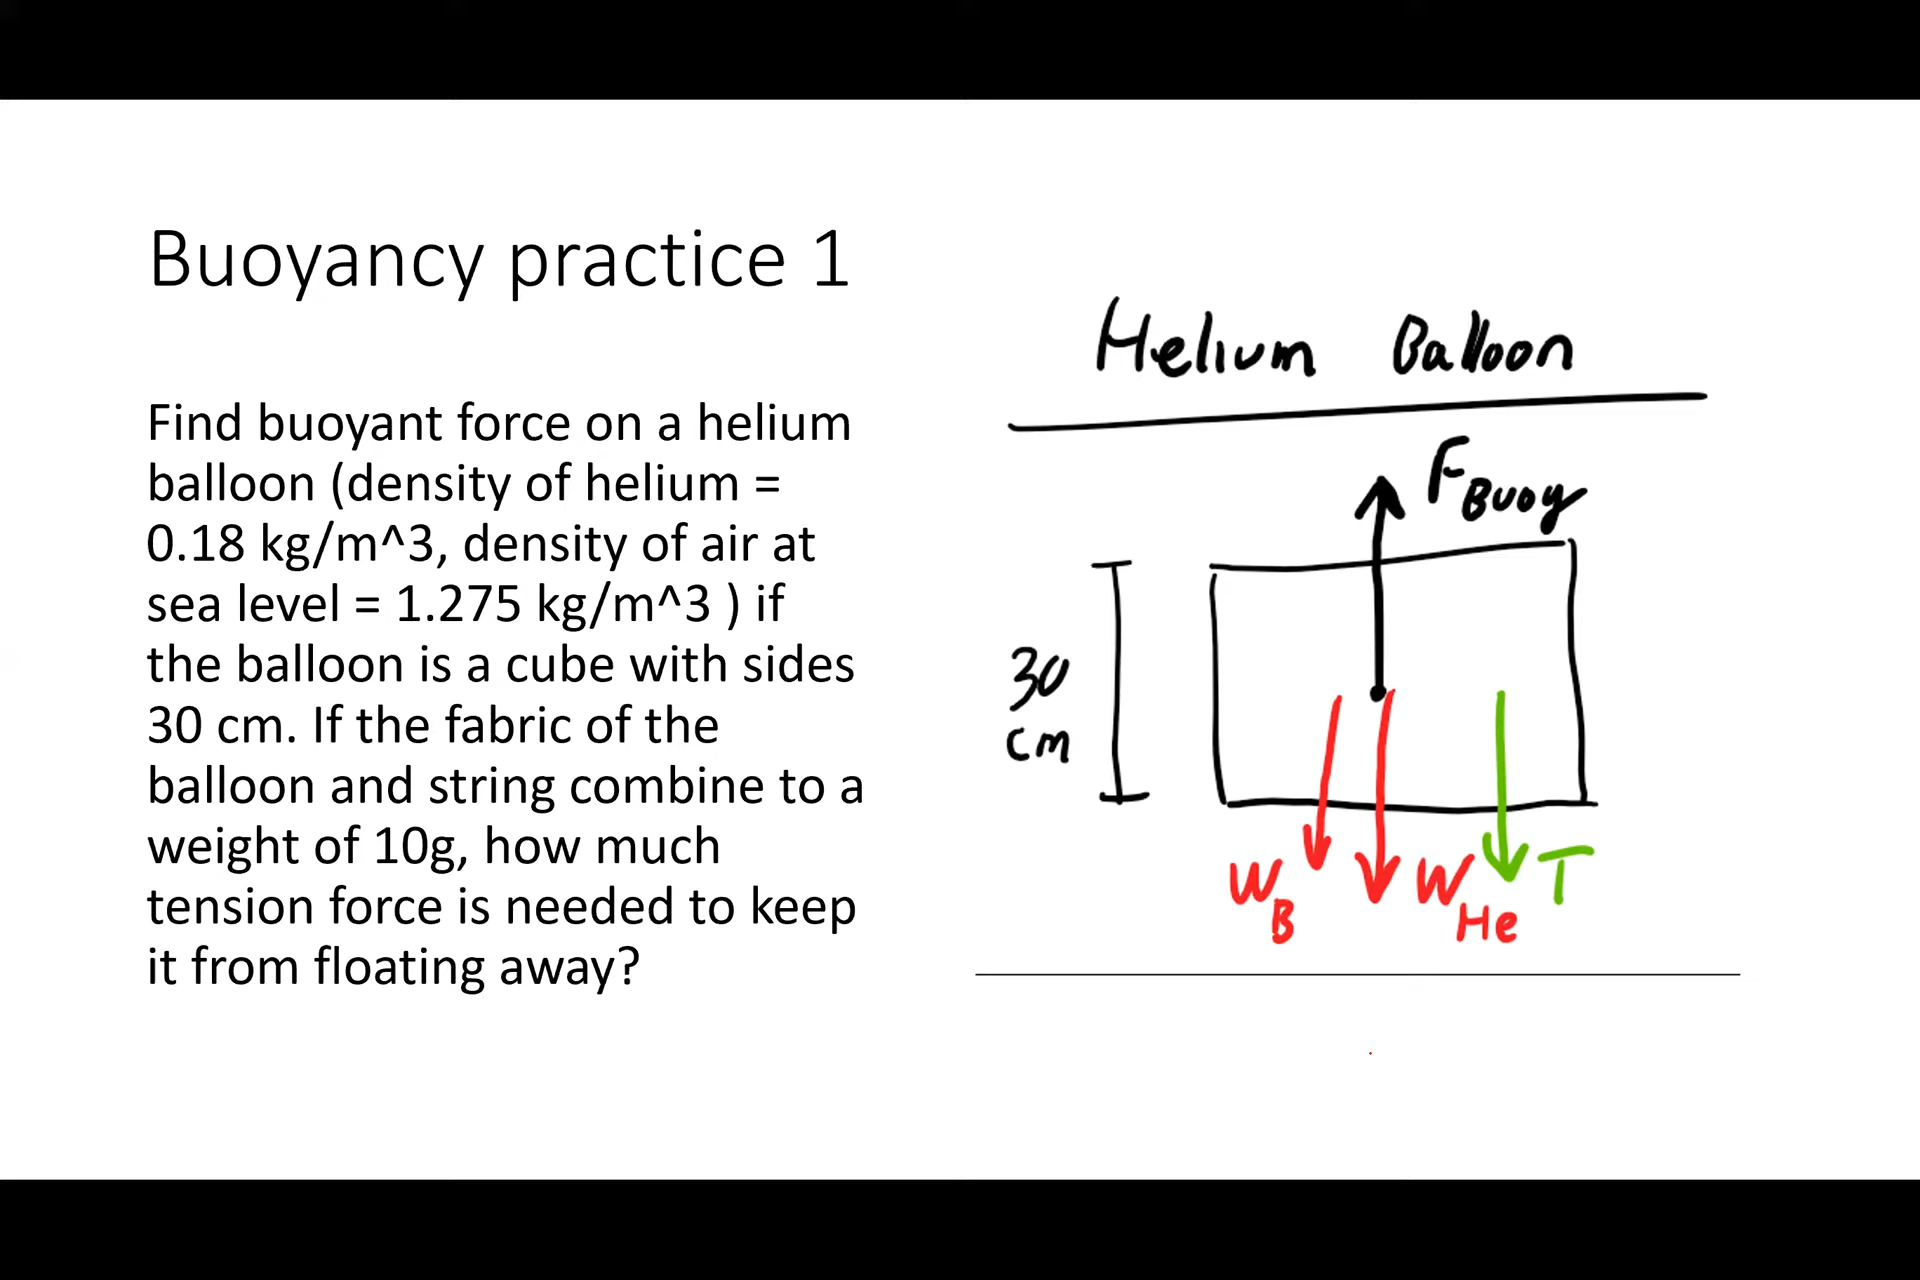 Buoyancy practice 1
Find buoyant force on a helium
balloon (density of helium =
0.18 kg/m^3, density of air at
sea level = 1.275 kg/m^3 ) if
the balloon is a cube with sides
30 cm. If the fabric of the
balloon and string combine to a
weight of 10g, how much
tension force is needed to keep
it from floating away?
Helium Balloon
F Buoy
30
cm
W B
W He
T